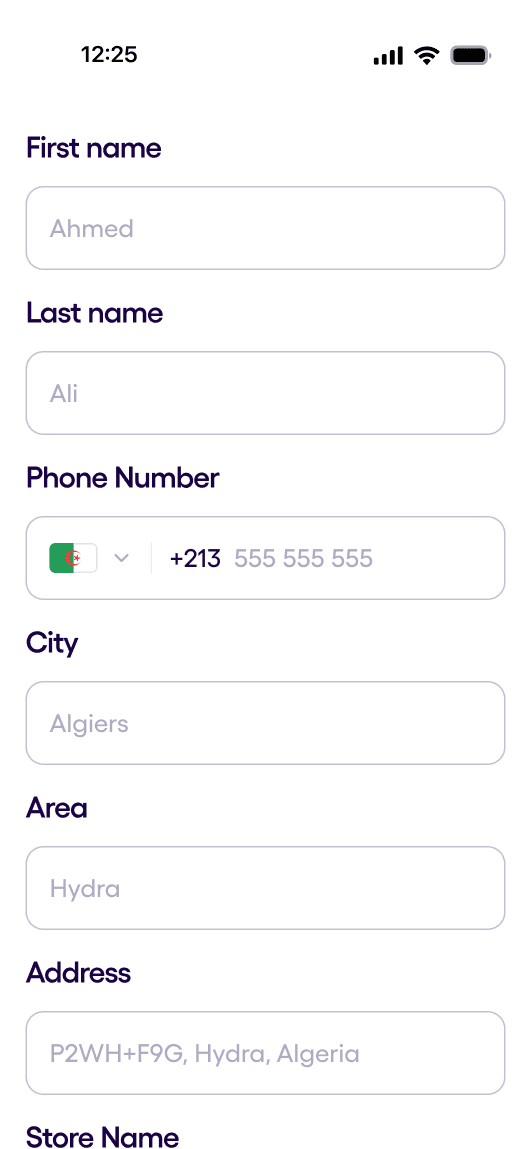 12:25
First name
Ahmed
Last name
Ali
Phone Number
+213 555 555 555
City
Algiers
Area
Hydra
Address
P2WH+F9G, Hydra, Algeria
Store Name